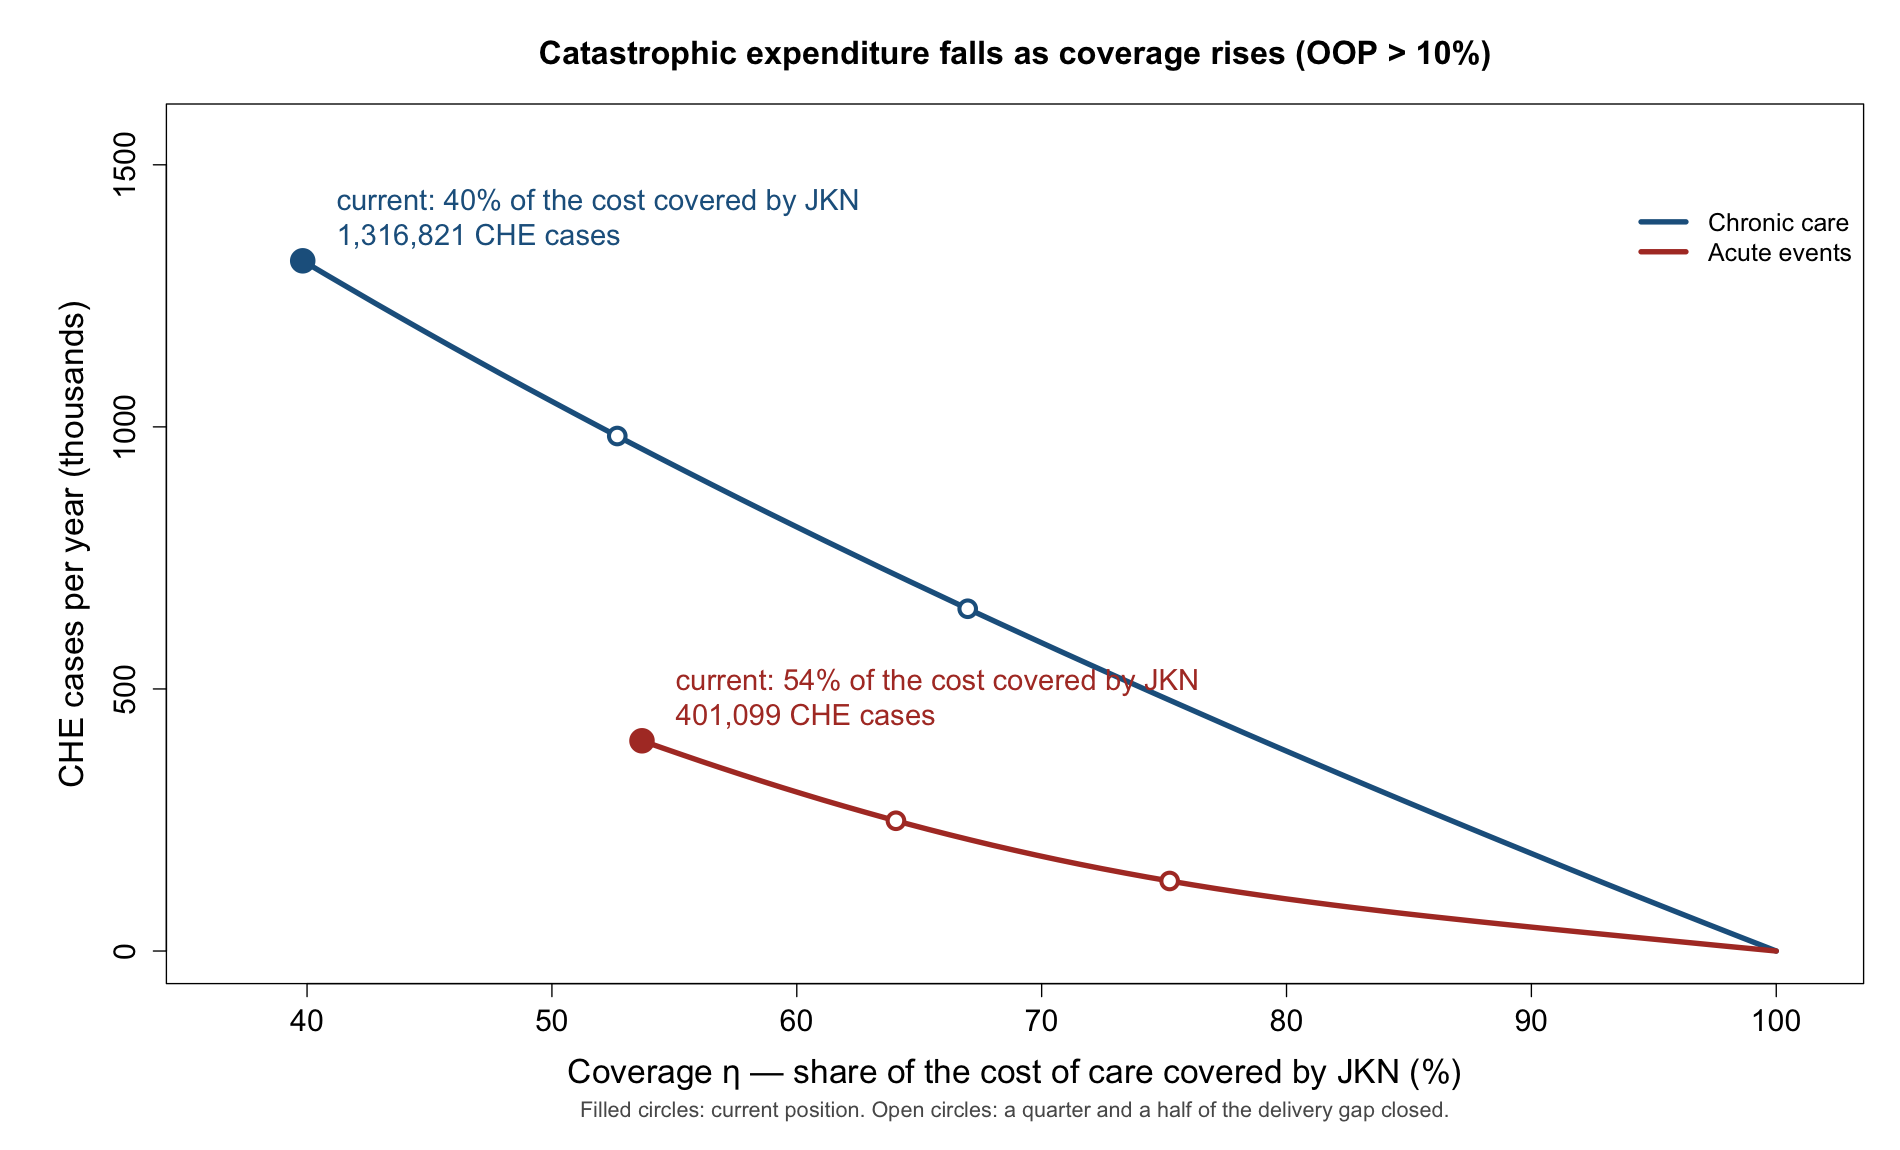 Catastrophic expenditure falls as coverage rises (OOP > 10%)
1500
1000
500
0
CHE cases per year (thousands)
current: 40% of the cost covered by JKN
1,316,821 CHE cases
Chronic care
Acute events
current: 54% of the cost covered by JKN
401,099 CHE cases
40 50 60 70 80 90 100
Coverage η — share of the cost of care covered by JKN (%)
Filled circles: current position. Open circles: a quarter and a half of the delivery gap closed.